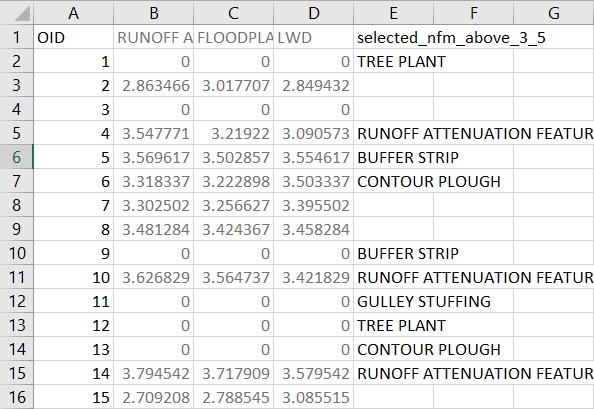 A B C D E F G
1 OID RUNOFF A FLOODPLA LWD selected_nfm_above_3_5
2 1 0 0 0 TREE PLANT
3 2 2.863466 3.017707 2.849432
4 3 0 0 0
5 4 3.547771 3.21922 3.090573 RUNOFF ATTENUATION FEATUR
6 5 3.569617 3.502857 3.554617 BUFFER STRIP
7 6 3.318337 3.222898 3.503337 CONTOUR PLOUGH
8 7 3.302502 3.256627 3.395502
9 8 3.481284 3.424367 3.458284
10 9 0 0 0 BUFFER STRIP
11 10 3.626829 3.564737 3.421829 RUNOFF ATTENUATION FEATUR
12 11 0 0 0 GULLEY STUFFING
13 12 0 0 0 TREE PLANT
14 13 0 0 0 CONTOUR PLOUGH
15 14 3.794542 3.717909 3.579542 RUNOFF ATTENUATION FEATUR
16 15 2.709208 2.788545 3.085515